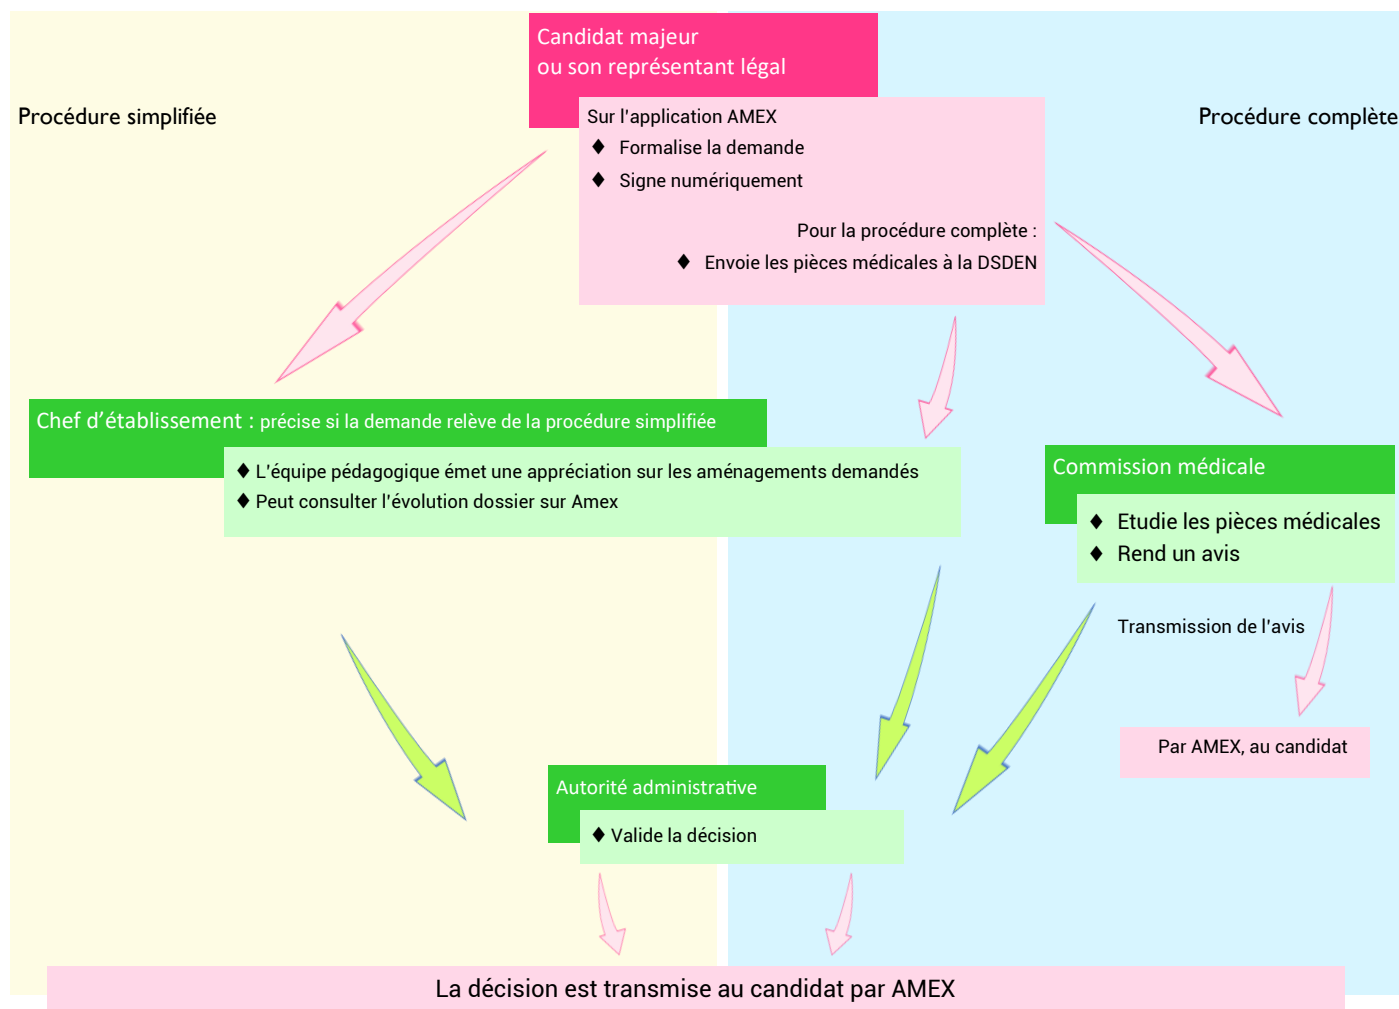 Candidat majeur
ou son représentant légal
Procédure simplifiée
Procédure complète
Sur l'application AMEX
♦ Formalise la demande
♦ Signe numériquement
Pour la procédure complète :
♦ Envoie les pièces médicales à la DSDEN
Chef d'établissement : précise si la demande relève de la procédure simplifiée
♦ L'équipe pédagogique émet une appréciation sur les aménagements demandés
♦ Peut consulter l'évolution dossier sur Amex
Commission médicale
♦ Etudie les pièces médicales
♦ Rend un avis
Transmission de l'avis
Par AMEX, au candidat
Autorité administrative
♦ Valide la décision
La décision est transmise au candidat par AMEX